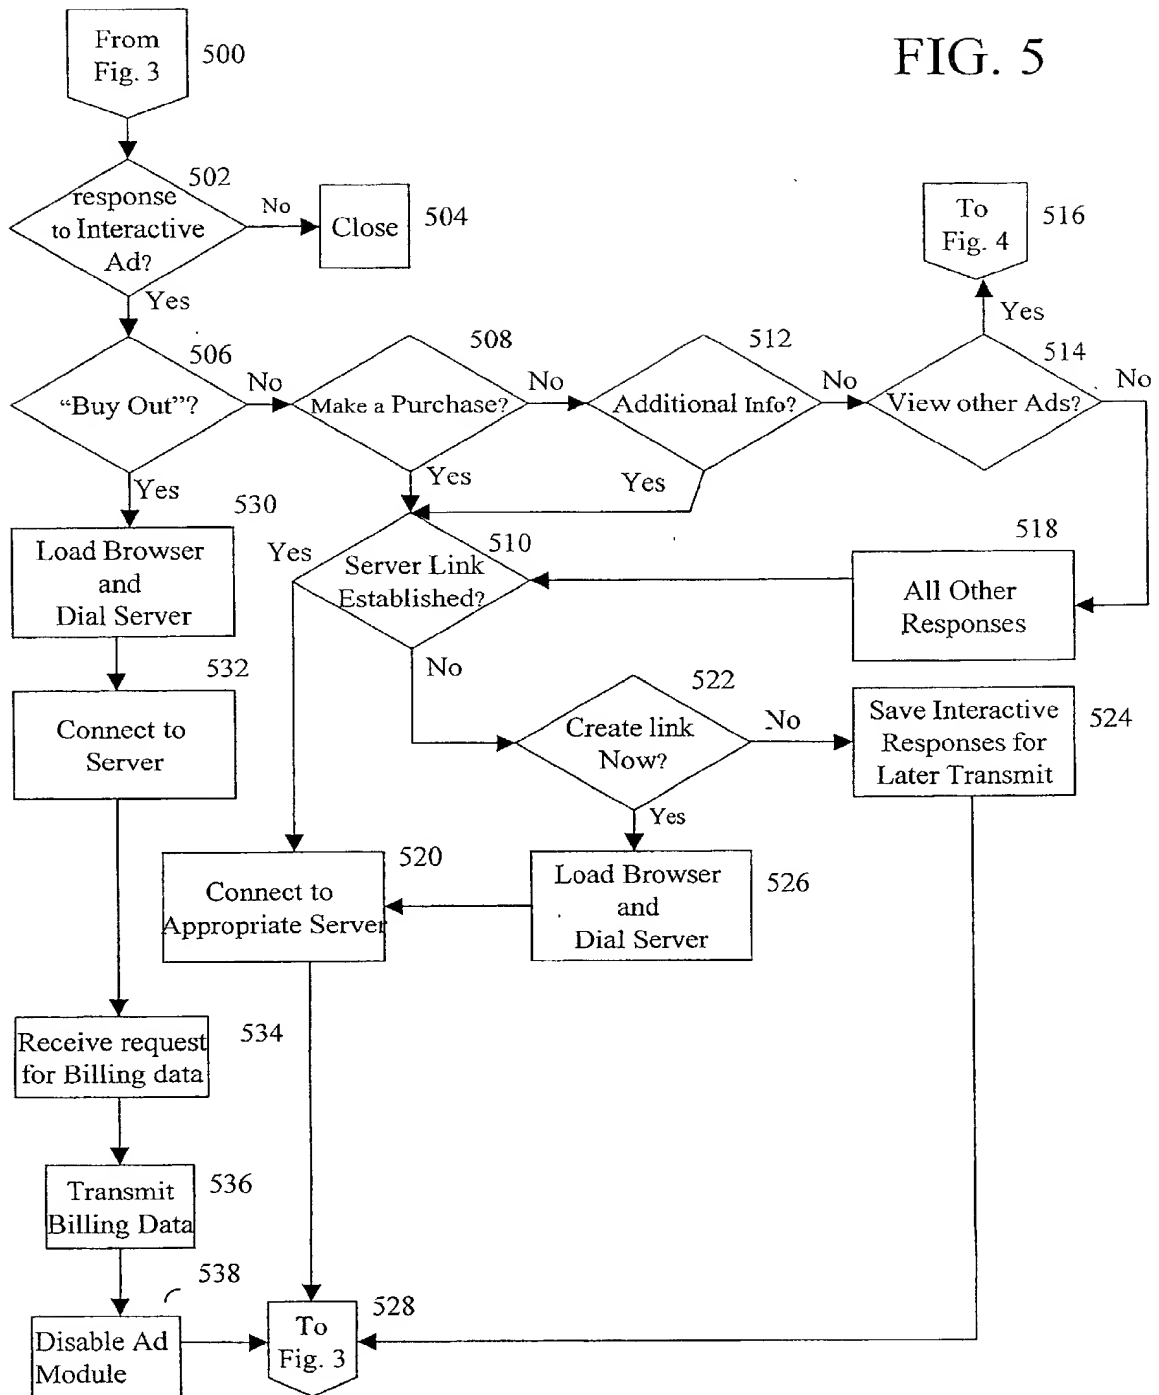 FIG. 5
From
Fig. 3
500
response
to Interactive
Ad?
502
No
Close
504
To
Fig. 4
516
Yes
Yes
"Buy Out"?
506
No
Make a Purchase?
508
No
Additional Info?
512
No
View other Ads?
514
No
Yes
Yes
Yes
Load Browser
and
Dial Server
530
Yes
Server Link
Established?
510
All Other
Responses
518
Connect to
Server
532
No
Create link
Now?
522
No
Save Interactive
Responses for
Later Transmit
524
Yes
Connect to
Appropriate Server
520
Load Browser
and
Dial Server
526
Receive request
for Billing data
534
Transmit
Billing Data
536
Disable Ad
Module
538
To
Fig. 3
528